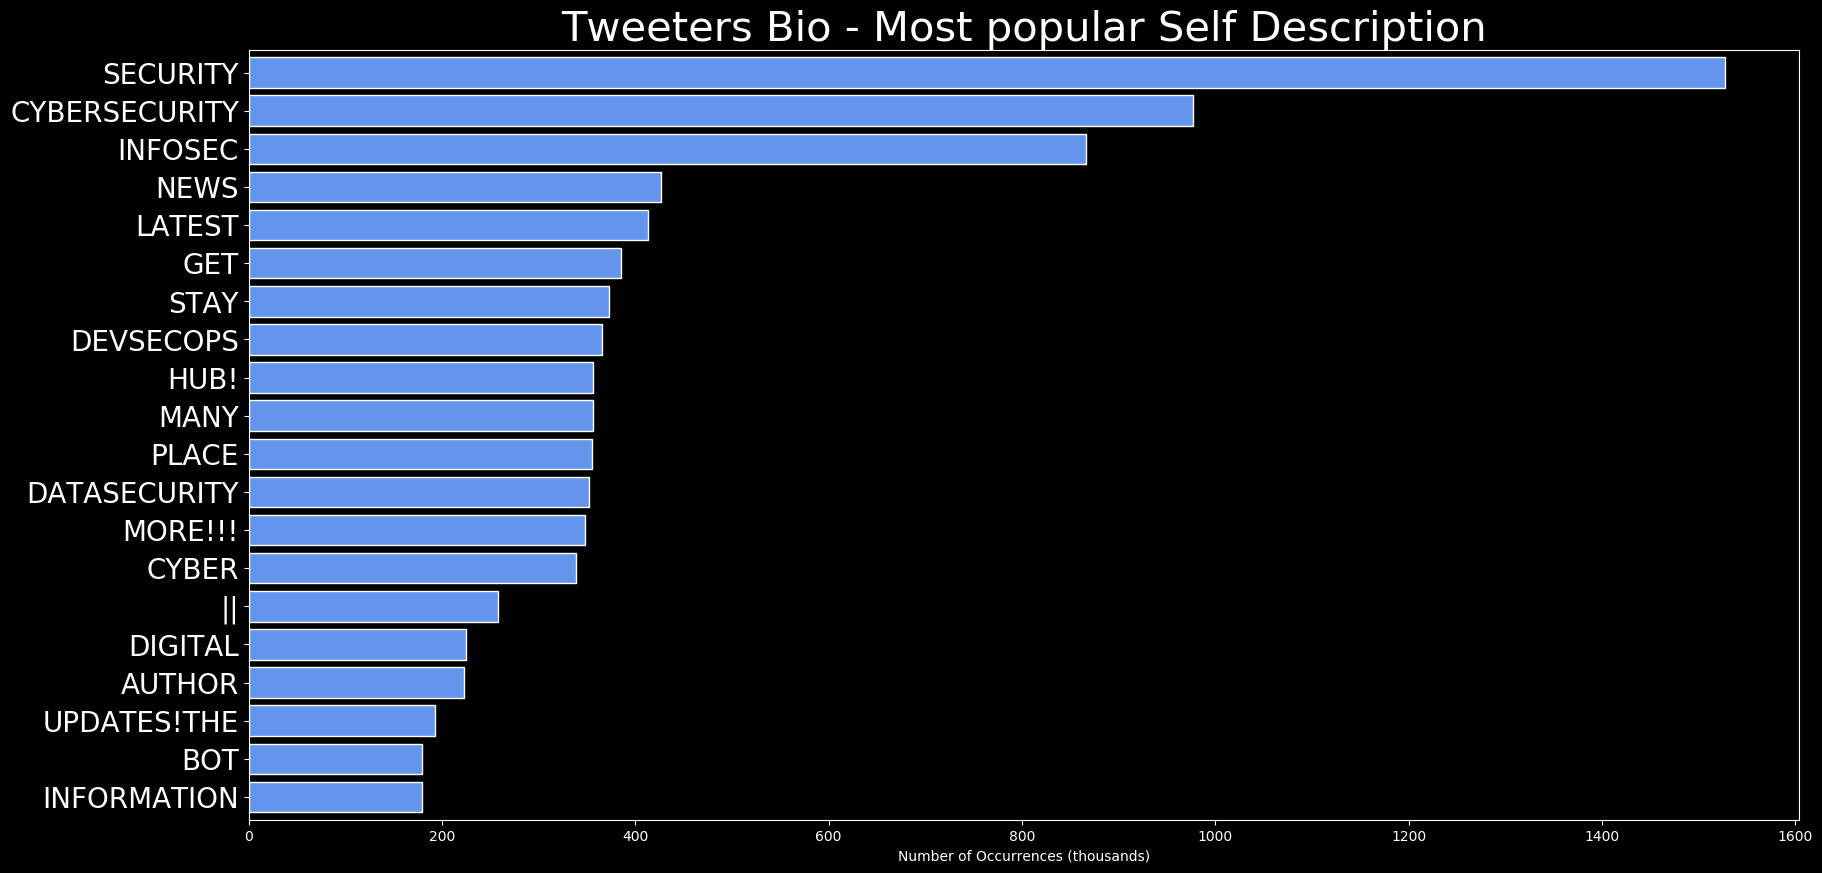 Tweeters Bio - Most popular Self Description
SECURITY
CYBERSECURITY
INFOSEC
NEWS
LATEST
GET
STAY
DEVSECOPS
HUB!
MANY
PLACE
DATASECURITY
MORE!!!
CYBER
||
DIGITAL
AUTHOR
UPDATES!THE
BOT
INFORMATION
0 200 400 600 800 1000 1200 1400 1600
Number of Occurrences (thousands)